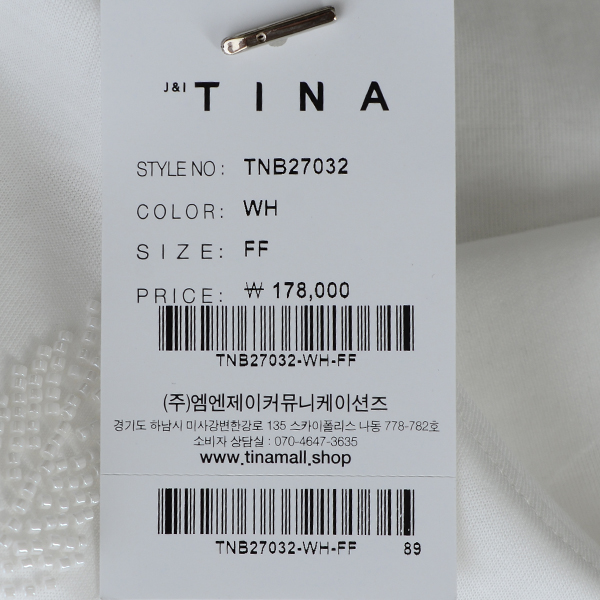 J&I TINA
STYLE NO : TNB27032
COLOR: WH
SIZE: FF
PRICE: ₩ 178,000
TNB27032-WH-FF
(주)엠엔제이커뮤니케이션즈
경기도 하남시 미사강변한강로 135 스카이폴리스 나동 778-782호
소비자 상담실 : 070-4647-3635
www.tinamall.shop
TNB27032-WH-FF 89